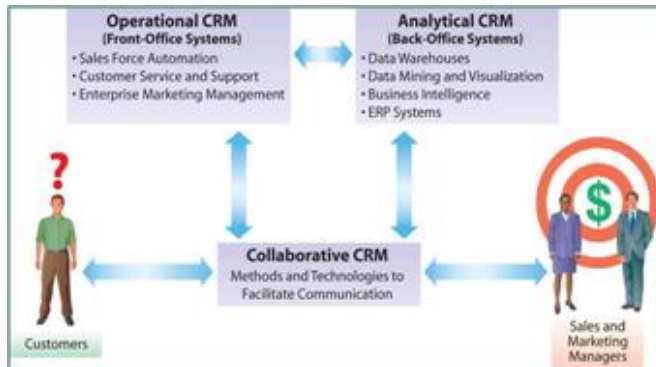 Operational CRM
(Front-Office Systems)
• Sales Force Automation
• Customer Service and Support
• Enterprise Marketing Management
Analytical CRM
(Back-Office Systems)
• Data Warehouses
• Data Mining and Visualization
• Business Intelligence
• ERP Systems
?
$
Collaborative CRM
Methods and Technologies to
Facilitate Communication
Customers
Sales and
Marketing
Managers